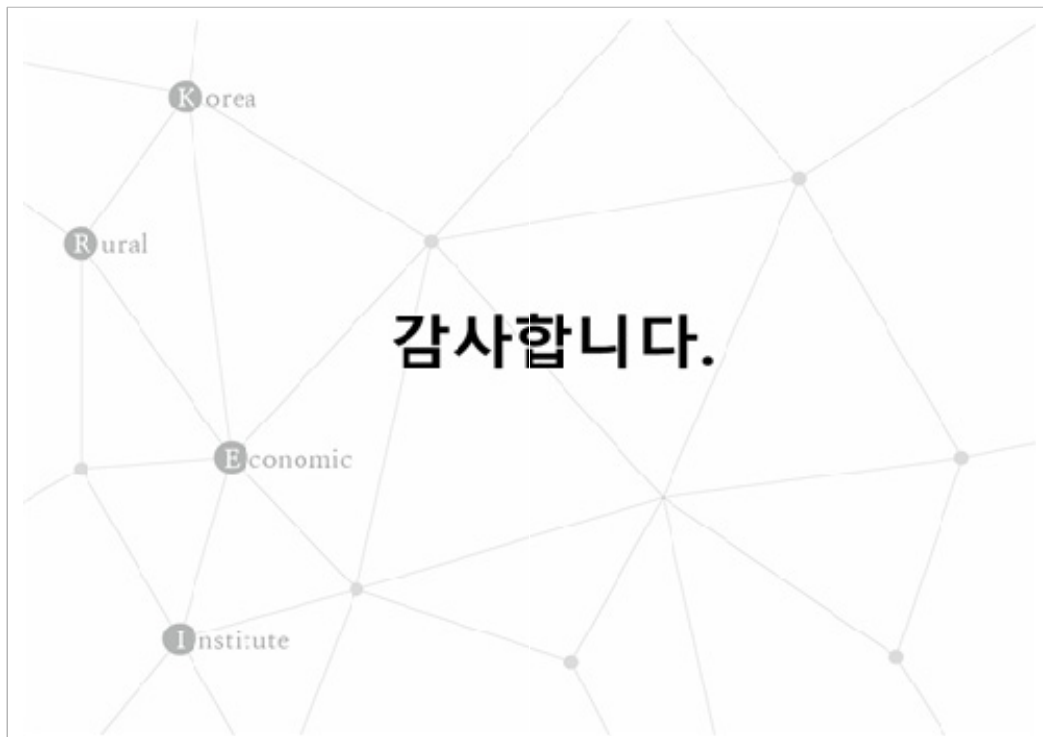 Korea
Rural
감사합니다.
Economic
Institute